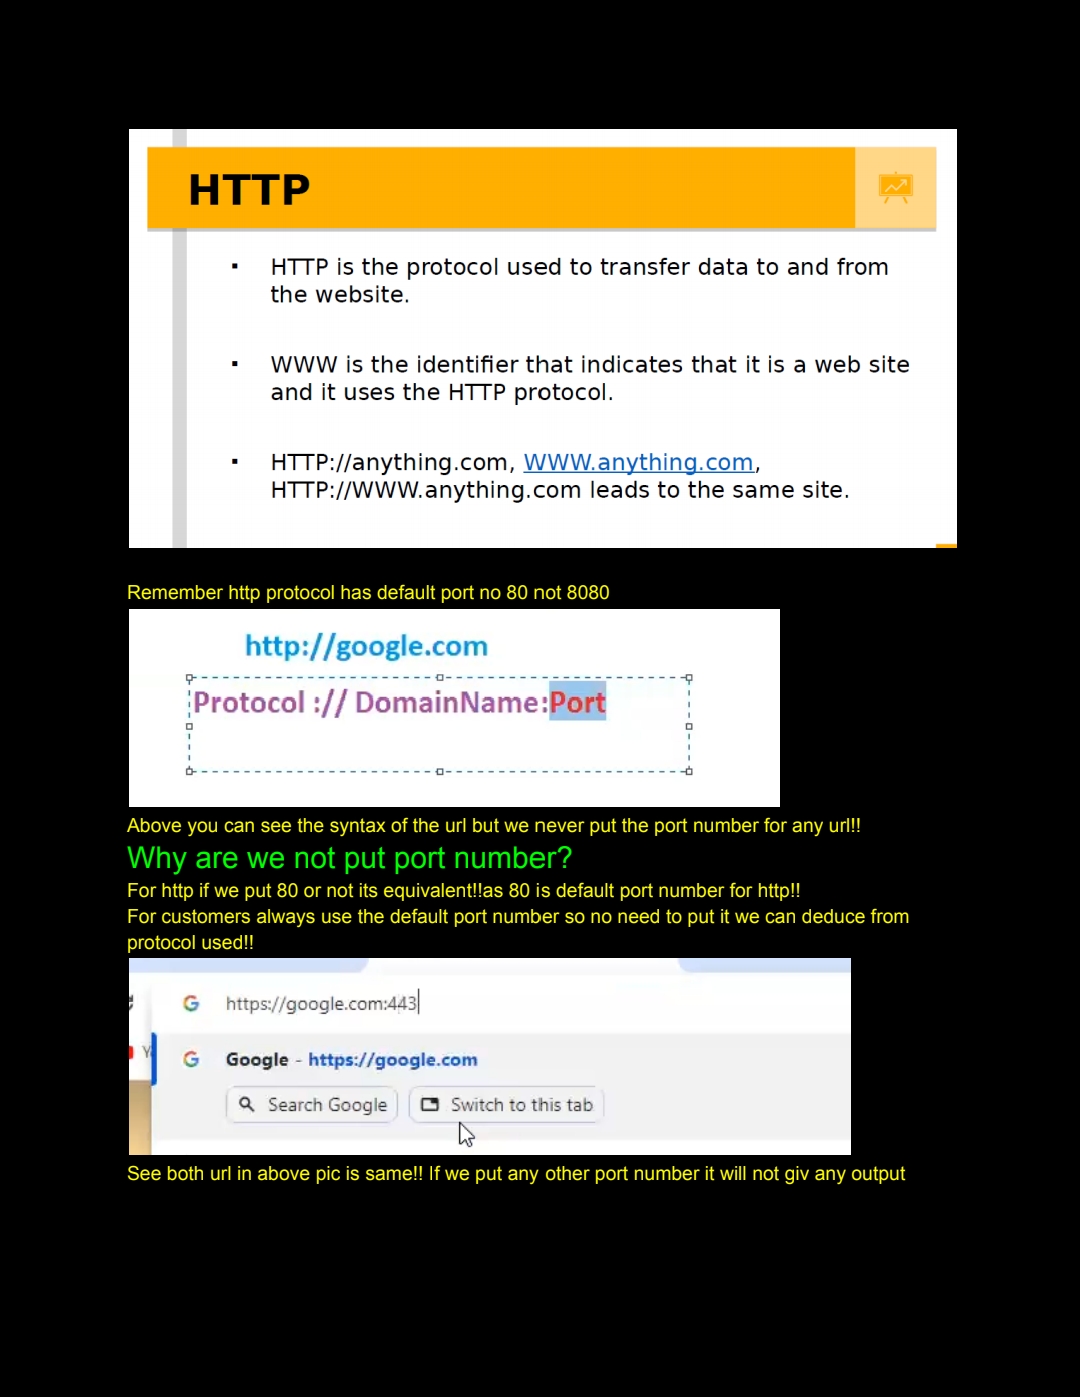 HTTP
▪ HTTP is the protocol used to transfer data to and from
the website.
▪ WWW is the identifier that indicates that it is a web site
and it uses the HTTP protocol.
▪ HTTP://anything.com, WWW.anything.com,
HTTP://WWW.anything.com leads to the same site.
Remember http protocol has default port no 80 not 8080
http://google.com
Protocol :// DomainName:Port
Above you can see the syntax of the url but we never put the port number for any url!!
Why are we not put port number?
For http if we put 80 or not its equivalent!!as 80 is default port number for http!!
For customers always use the default port number so no need to put it we can deduce from
protocol used!!
https://google.com:443
Google - https://google.com
Search Google Switch to this tab
See both url in above pic is same!! If we put any other port number it will not giv any output